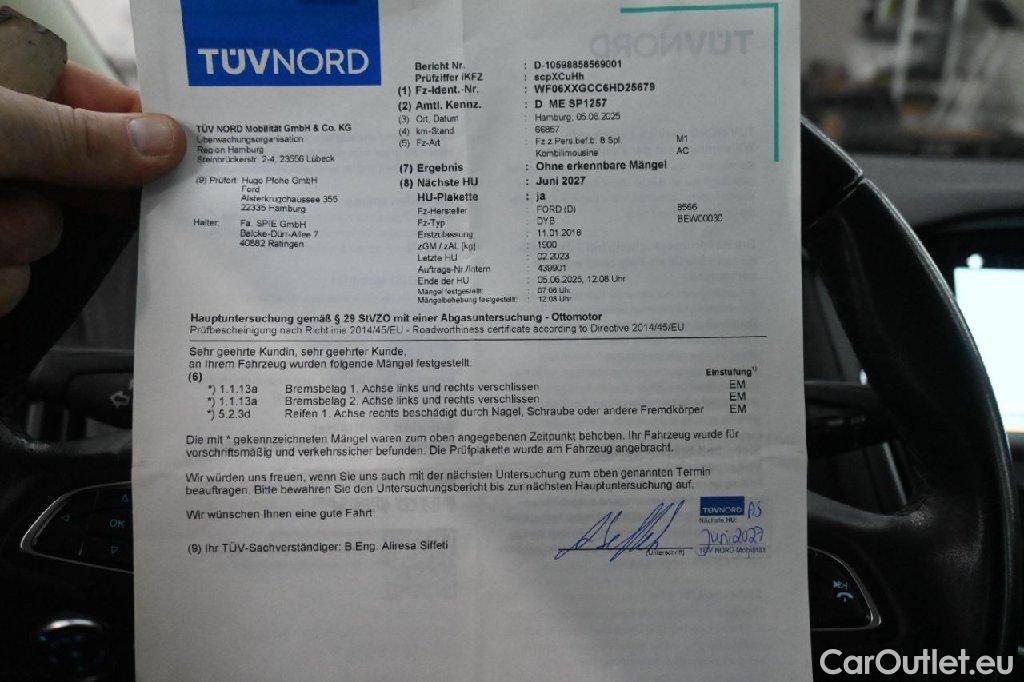 TÜVNORD
TÜV NORD Mobilität GmbH & Co. KG
Überwachungsorganisation
Region Hamburg
Steinbrückerstr. 2-4, 23556 Lübeck
(9) Prüfort: Hugo Pfohe GmbH
Ford
Alsterkrugchaussee 355
22335 Hamburg
Halter: Fa. SPIE GmbH
Balcke-Dürr-Allee 7
40882 Ratingen
Bericht Nr. : D-10598858569001
Prüfziffer iKFZ : scpXCuHh
(1) Fz-Ident.-Nr. : WF06XXGCC6HD25679
(2) Amtl. Kennz. : D ME SP1257
(3) Ort, Datum : Hamburg, 05.06.2025
(4) km-Stand : 66857
(5) Fz-Art : Fz.z.Pers.bef.b. 8 Spl. M1
Kombilimousine AC
(7) Ergebnis : Ohne erkennbare Mängel
(8) Nächste HU : Juni 2027
HU-Plakette : ja
Fz-Hersteller : FORD (D) 8566
Fz-Typ : DYB BEW00030
Erstzulassung : 11.01.2018
zGM / zAL [kg] : 1900
Letzte HU : 02.2023
Auftrags-Nr./Intern : 439901
Ende der HU : 05.06.2025, 12:08 Uhr
Mängel festgestellt: : 07:06 Uhr
Mängelbehebung festgestellt: : 12:08 Uhr
Hauptuntersuchung gemäß § 29 StVZO mit einer Abgasuntersuchung - Ottomotor
Prüfbescheinigung nach Richtlinie 2014/45/EU - Roadworthiness certificate according to Directive 2014/45/EU
Sehr geehrte Kundin, sehr geehrter Kunde,
an Ihrem Fahrzeug wurden folgende Mängel festgestellt:
(6) Einstufung¹⁾
*) 1.1.13a Bremsbelag 1. Achse links und rechts verschlissen EM
*) 1.1.13a Bremsbelag 2. Achse links und rechts verschlissen EM
*) 5.2.3d Reifen 1. Achse rechts beschädigt durch Nagel, Schraube oder andere Fremdkörper EM
Die mit * gekennzeichneten Mängel waren zum oben angegebenen Zeitpunkt behoben. Ihr Fahrzeug wurde für
vorschriftsmäßig und verkehrssicher befunden. Die Prüfplakette wurde am Fahrzeug angebracht.
Wir würden uns freuen, wenn Sie uns auch mit der nächsten Untersuchung zum oben genannten Termin
beauftragen. Bitte bewahren Sie den Untersuchungsbericht bis zur nächsten Hauptuntersuchung auf.
Wir wünschen Ihnen eine gute Fahrt!
(9) Ihr TÜV-Sachverständiger: B.Eng. Aliresa Siffeti
(Unterschrift)
TÜVNORD
Nächste HU:
Juni 2027
TÜV NORD Mobilität
OK
CarOutlet.eu